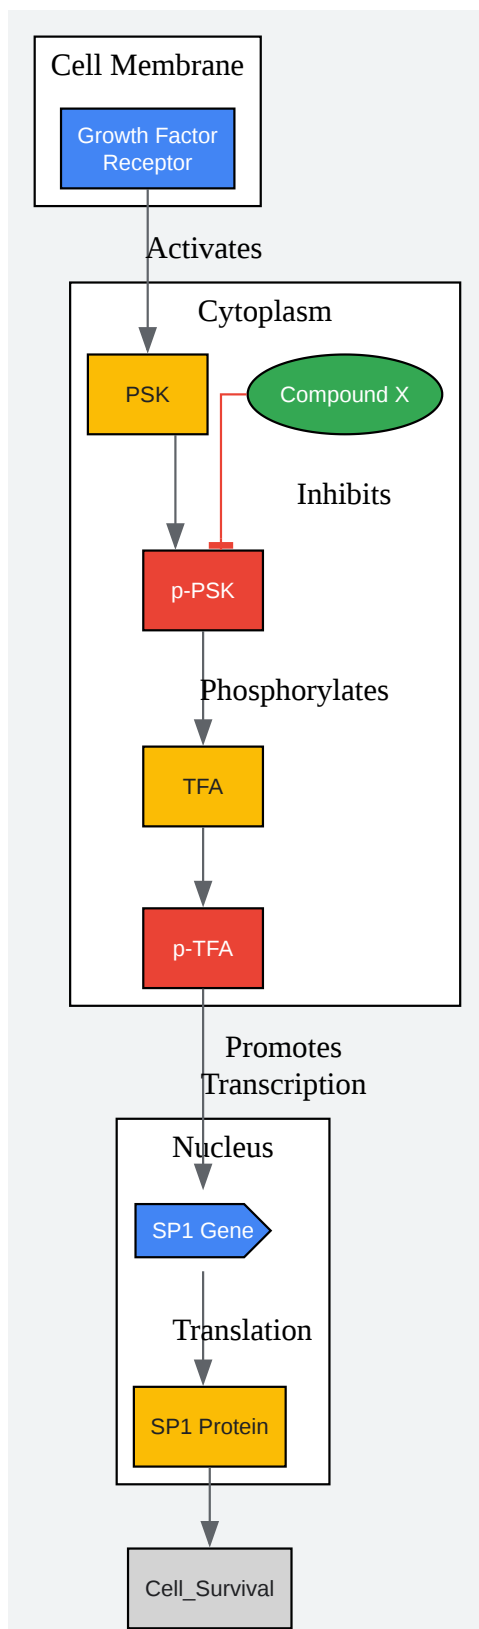 Cell Membrane
Growth Factor
Receptor
Activates
Cytoplasm
PSK
Compound X
Inhibits
p-PSK
Phosphorylates
TFA
p-TFA
Promotes
Transcription
Nucleus
SP1 Gene
Translation
SP1 Protein
Cell_Survival